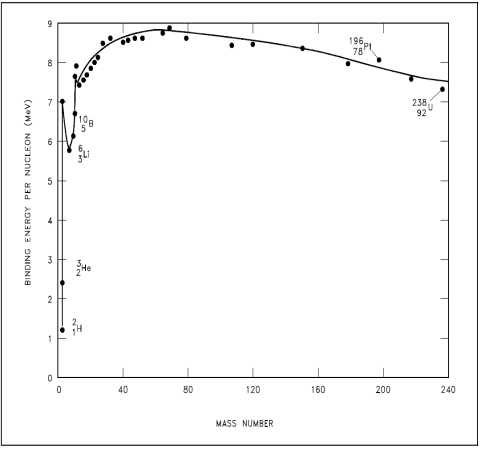 BINDING ENERGY PER NUCLEON (MeV)
9
8
7
6
5
4
3
2
1
0
196
78 Pt
238
92 U
10
5 B
6
3 Li
3
2 He
2
1 H
0 40 80 120 160 200 240
MASS NUMBER